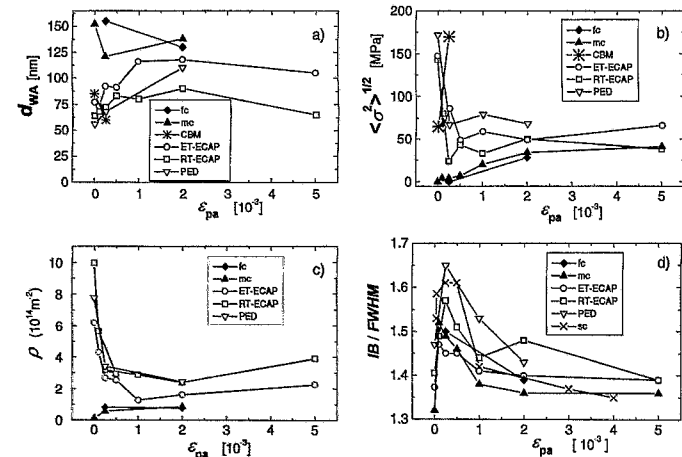 a)
d_WA [nm]
150
125
100
75
50
25
0
fc
mc
CBM
ET-ECAP
RT-ECAP
PED
0 1 2 3 4 5
ε_pa [10^-3]
b)
<σ^2>^1/2 [MPa]
200
150
100
50
0
fc
mc
CBM
ET-ECAP
RT-ECAP
PED
0 1 2 3 4 5
ε_pa [10^-3]
c)
ρ (10^14m^2)
10
8
6
4
2
0
fc
mc
ET-ECAP
RT-ECAP
PED
0 1 2 3 4 5
ε_pa [10^-3]
d)
IB / FWHM
1.7
1.6
1.5
1.4
1.3
fc
mc
ET-ECAP
RT-ECAP
PED
sc
0 1 2 3 4 5
ε_pa [10^-3]